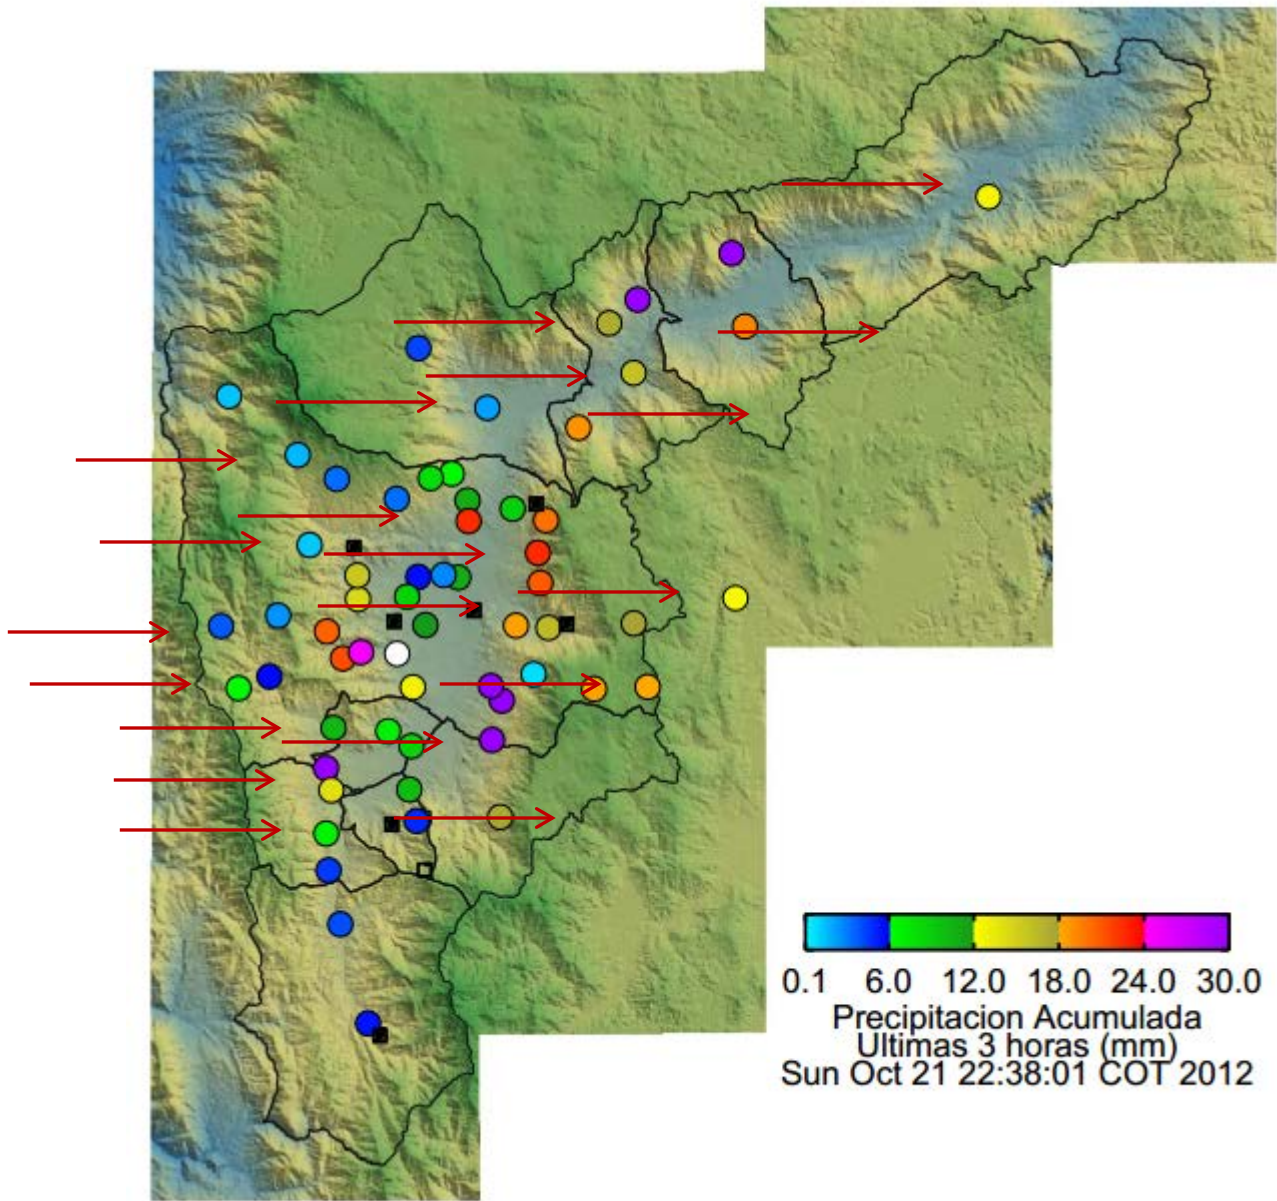 0.1 6.0 12.0 18.0 24.0 30.0
Precipitacion Acumulada
Ultimas 3 horas (mm)
Sun Oct 21 22:38:01 COT 2012